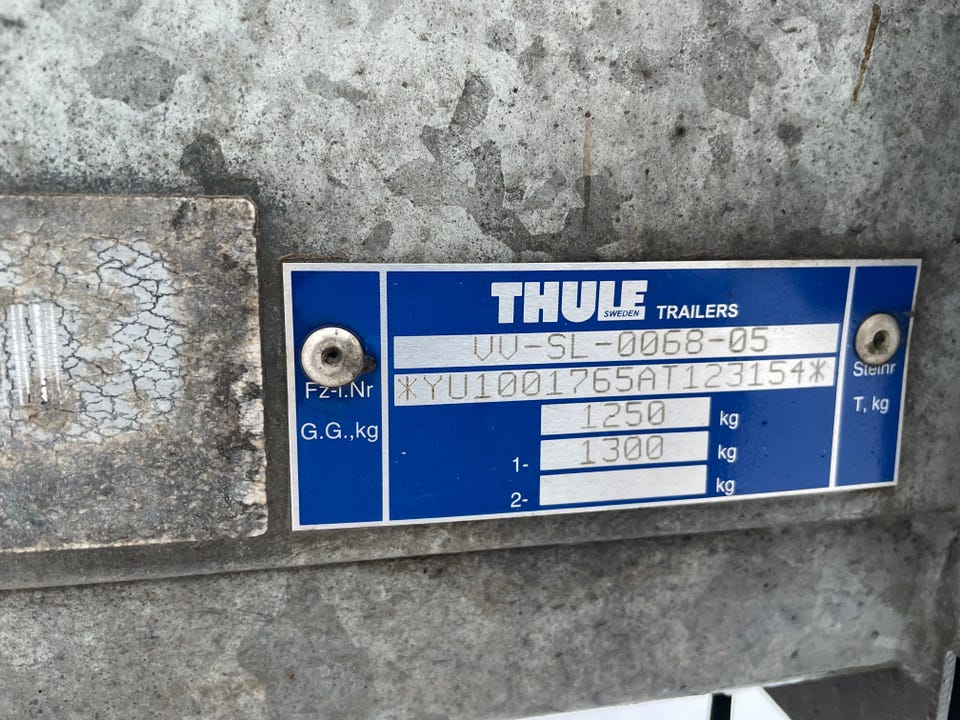 THULE
SWEDEN TRAILERS
VV-SL-0068-05
Fz-I.Nr *YU1001765AT123154* Stelnr
G.G.,kg 1250 kg T, kg
1- 1300 kg
2- kg